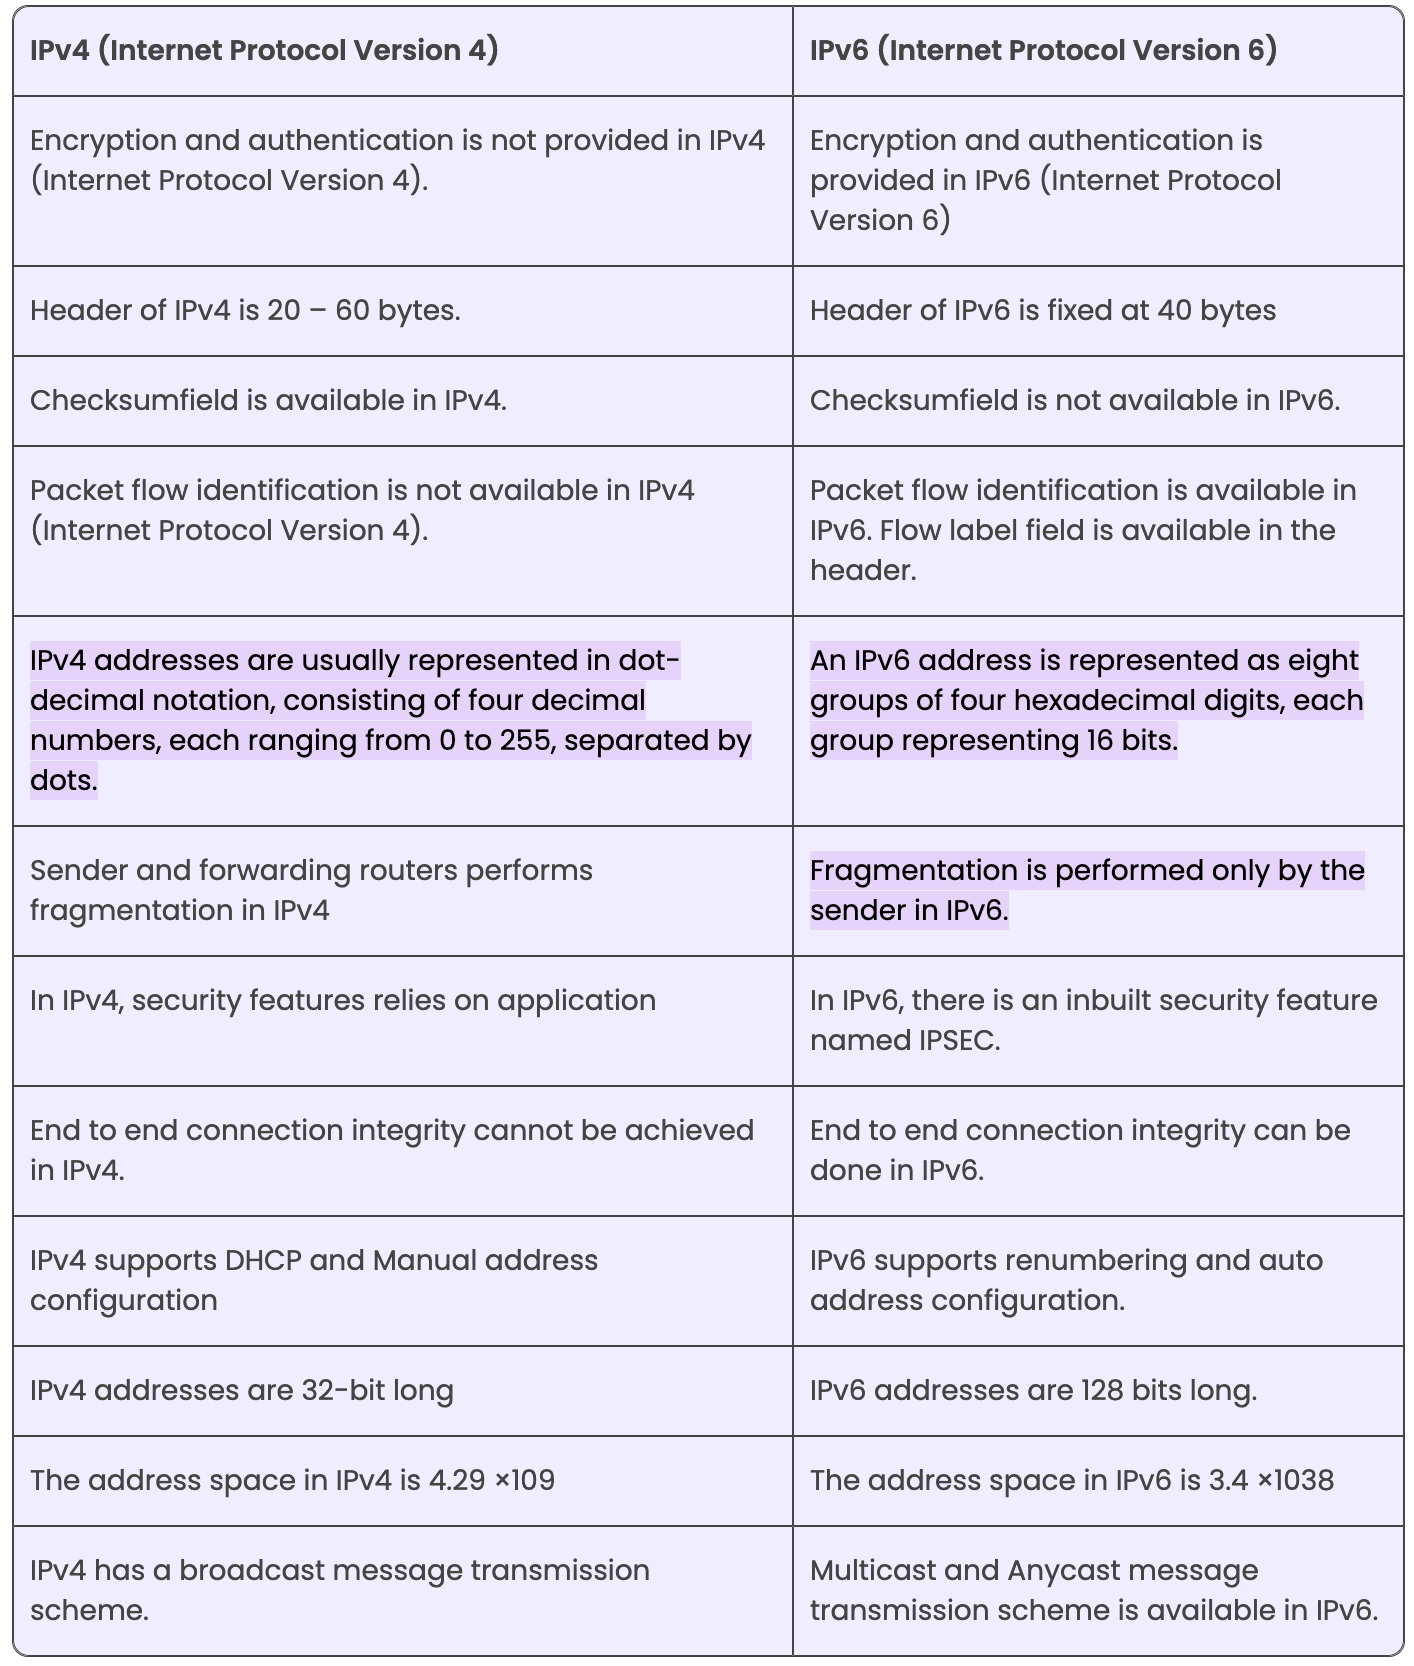 IPv4 (Internet Protocol Version 4)
IPv6 (Internet Protocol Version 6)
Encryption and authentication is not provided in IPv4
(Internet Protocol Version 4).
Encryption and authentication is
provided in IPv6 (Internet Protocol
Version 6)
Header of IPv4 is 20 – 60 bytes.
Header of IPv6 is fixed at 40 bytes
Checksumfield is available in IPv4.
Checksumfield is not available in IPv6.
Packet flow identification is not available in IPv4
(Internet Protocol Version 4).
Packet flow identification is available in
IPv6. Flow label field is available in the
header.
IPv4 addresses are usually represented in dot-
decimal notation, consisting of four decimal
numbers, each ranging from 0 to 255, separated by
dots.
An IPv6 address is represented as eight
groups of four hexadecimal digits, each
group representing 16 bits.
Sender and forwarding routers performs
fragmentation in IPv4
Fragmentation is performed only by the
sender in IPv6.
In IPv4, security features relies on application
In IPv6, there is an inbuilt security feature
named IPSEC.
End to end connection integrity cannot be achieved
in IPv4.
End to end connection integrity can be
done in IPv6.
IPv4 supports DHCP and Manual address
configuration
IPv6 supports renumbering and auto
address configuration.
IPv4 addresses are 32-bit long
IPv6 addresses are 128 bits long.
The address space in IPv4 is 4.29 ×109
The address space in IPv6 is 3.4 ×1038
IPv4 has a broadcast message transmission
scheme.
Multicast and Anycast message
transmission scheme is available in IPv6.